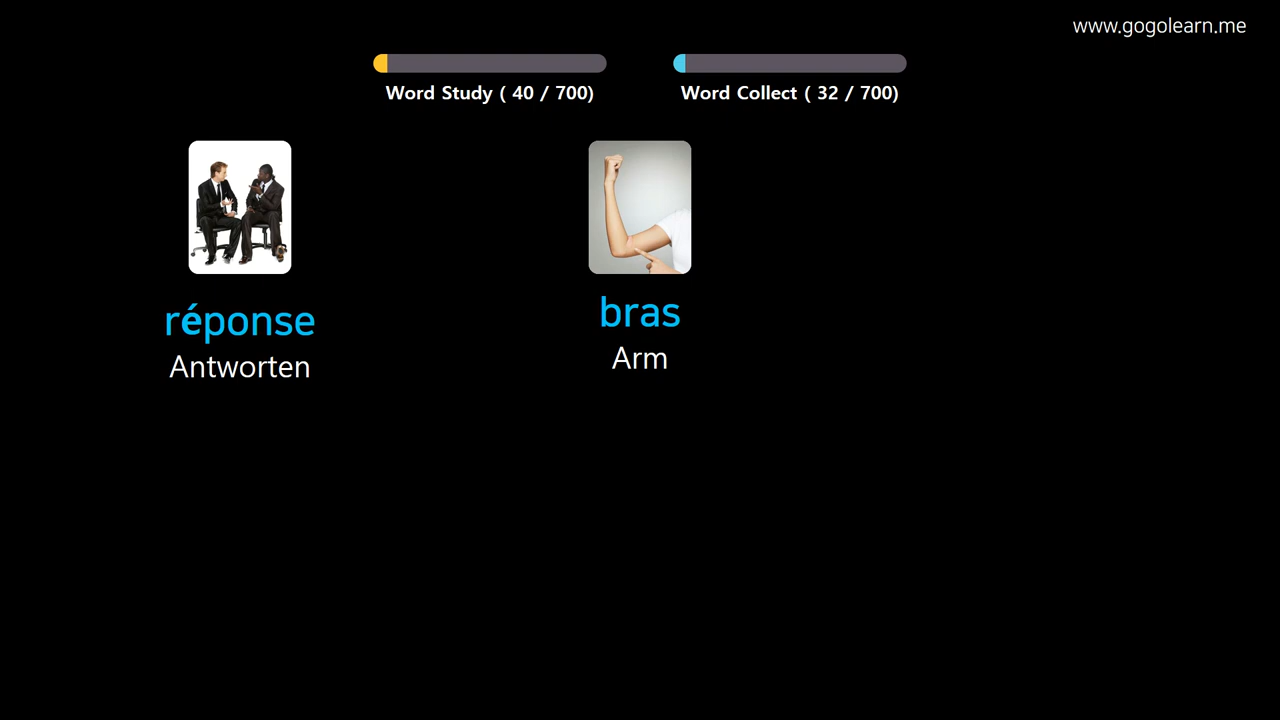 www.gogolearn.me
Word Study ( 40 / 700)
Word Collect ( 32 / 700)
réponse
Antworten
bras
Arm